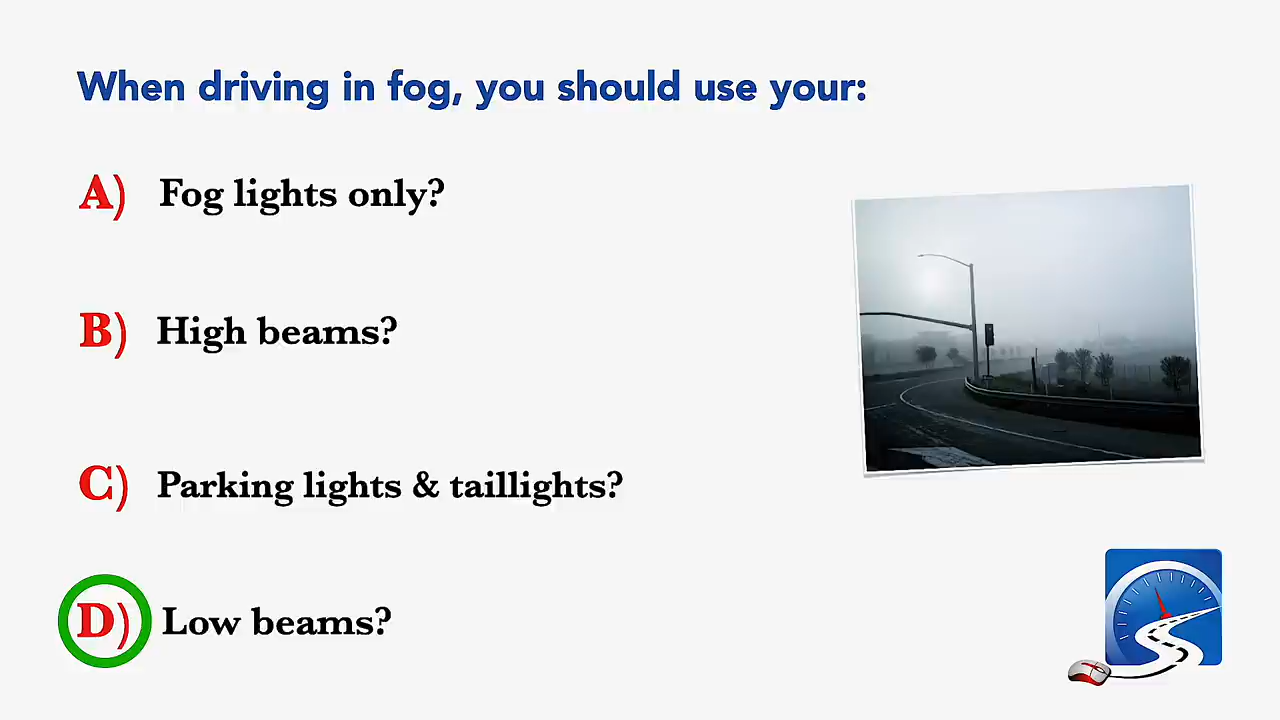 When driving in fog, you should use your:
A) Fog lights only?
B) High beams?
C) Parking lights & taillights?
D) Low beams?